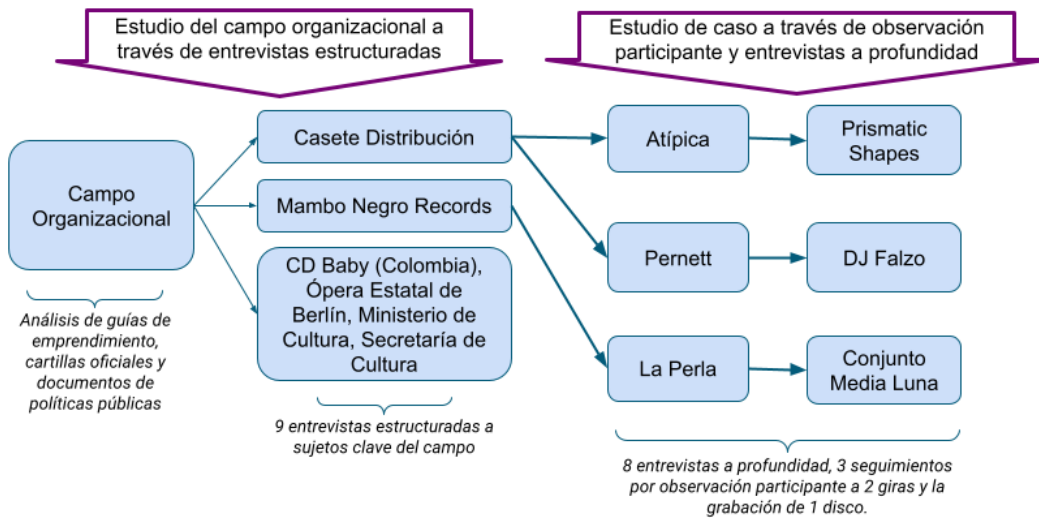 Estudio del campo organizacional a
través de entrevistas estructuradas
Estudio de caso a través de observación
participante y entrevistas a profundidad
Campo
Organizacional
Análisis de guías de
emprendimiento,
cartillas oficiales y
documentos de
políticas públicas
Casete Distribución
Mambo Negro Records
CD Baby (Colombia),
Ópera Estatal de
Berlín, Ministerio de
Cultura, Secretaría de
Cultura
9 entrevistas estructuradas a
sujetos clave del campo
Atípica
Prismatic
Shapes
Pernett
DJ Falzo
La Perla
Conjunto
Media Luna
8 entrevistas a profundidad, 3 seguimientos
por observación participante a 2 giras y la
grabación de 1 disco.